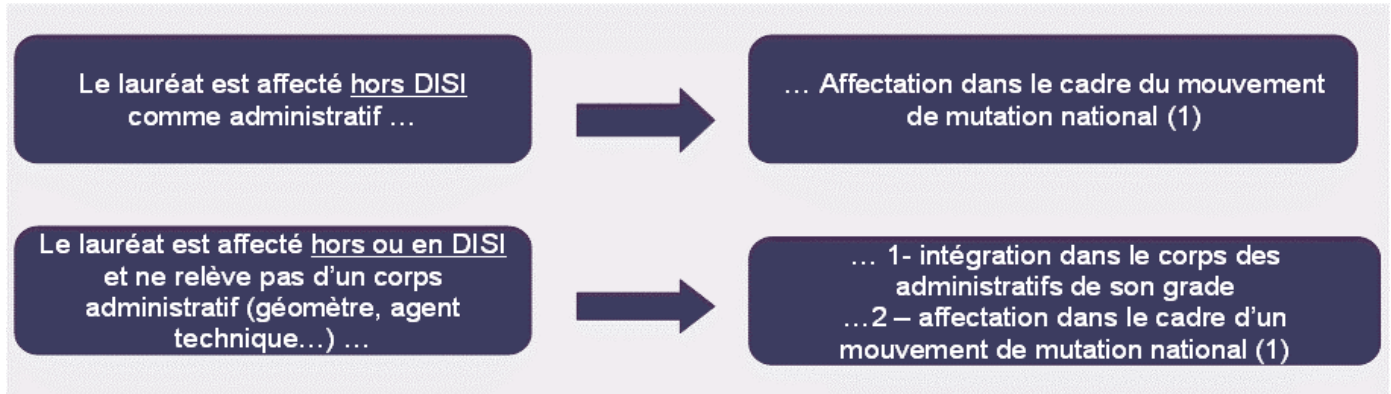 Le lauréat est affecté hors DISI
comme administratif …
… Affectation dans le cadre du mouvement
de mutation national (1)
Le lauréat est affecté hors ou en DISI
et ne relève pas d'un corps
administratif (géomètre, agent
technique…) …
… 1- intégration dans le corps des
administratifs de son grade
…2 – affectation dans le cadre d'un
mouvement de mutation national (1)